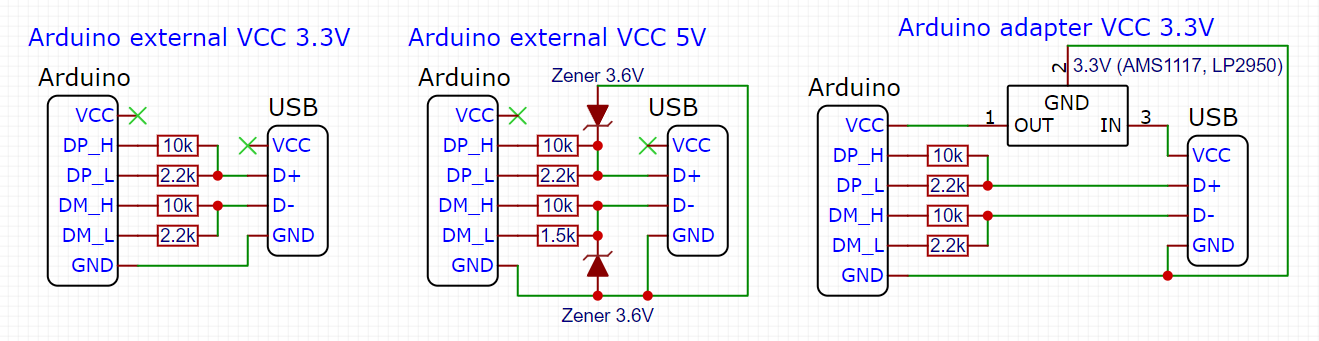 Arduino external VCC 3.3V
Arduino
USB
VCC
DP_H
10k
VCC
DP_L
2.2k
D+
DM_H
10k
D-
DM_L
2.2k
GND
GND
Arduino external VCC 5V
Zener 3.6V
Arduino
USB
VCC
DP_H
10k
VCC
DP_L
2.2k
D+
DM_H
10k
D-
DM_L
1.5k
GND
GND
Zener 3.6V
Arduino adapter VCC 3.3V
2
3.3V (AMS1117, LP2950)
Arduino
GND
USB
VCC
1
OUT
IN
3
DP_H
10k
VCC
DP_L
2.2k
D+
DM_H
10k
D-
DM_L
2.2k
GND
GND